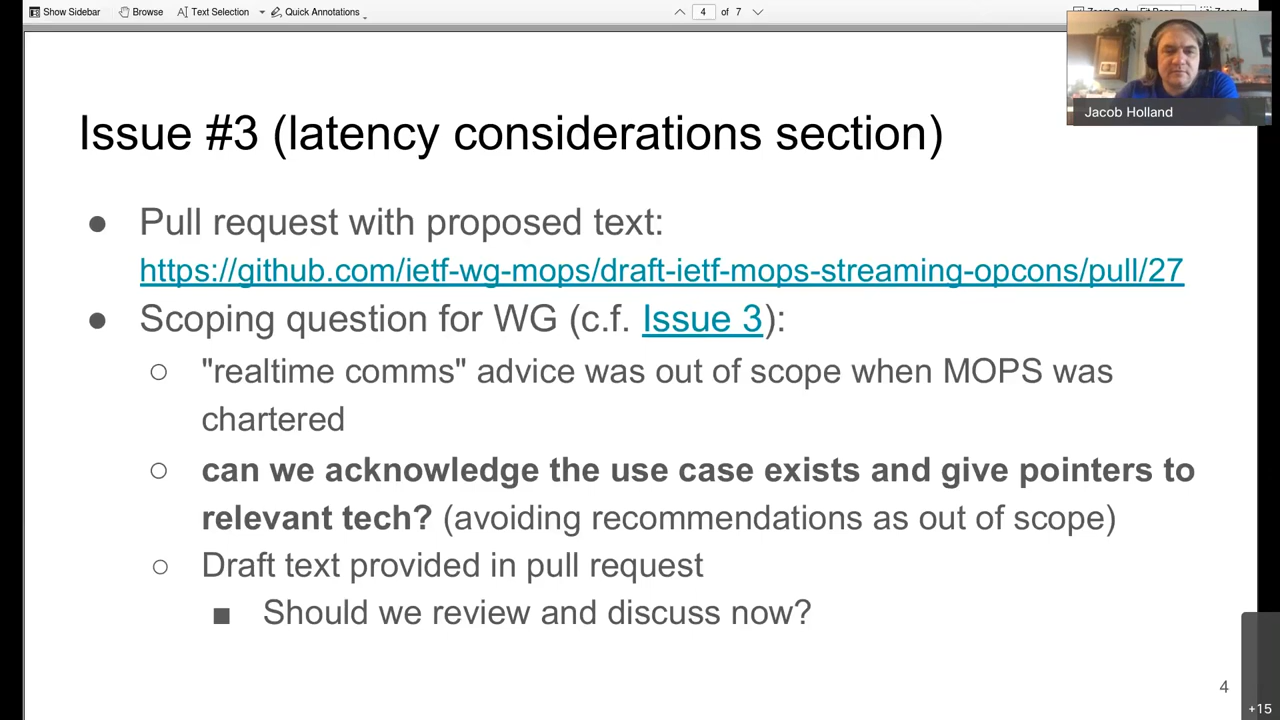 Show Sidebar Browse Text Selection Quick Annotations 4 of 7
Jacob Holland
Issue #3 (latency considerations section)
● Pull request with proposed text:
https://github.com/ietf-wg-mops/draft-ietf-mops-streaming-opcons/pull/27
● Scoping question for WG (c.f. Issue 3):
○ "realtime comms" advice was out of scope when MOPS was
chartered
○ can we acknowledge the use case exists and give pointers to
relevant tech? (avoiding recommendations as out of scope)
○ Draft text provided in pull request
■ Should we review and discuss now?
4
+15